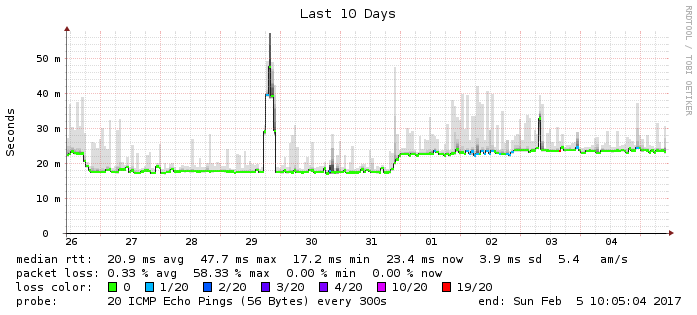 Last 10 Days
RRDTOOL / TOBI OETIKER
Seconds
50 m
40 m
30 m
20 m
10 m
0
26 27 28 29 30 31 01 02 03 04
median rtt: 20.9 ms avg 47.7 ms max 17.2 ms min 23.4 ms now 3.9 ms sd 5.4 am/s
packet loss: 0.33 % avg 58.33 % max 0.00 % min 0.00 % now
loss color: 0 1/20 2/20 3/20 4/20 10/20 19/20
probe: 20 ICMP Echo Pings (56 Bytes) every 300s end: Sun Feb 5 10:05:04 2017